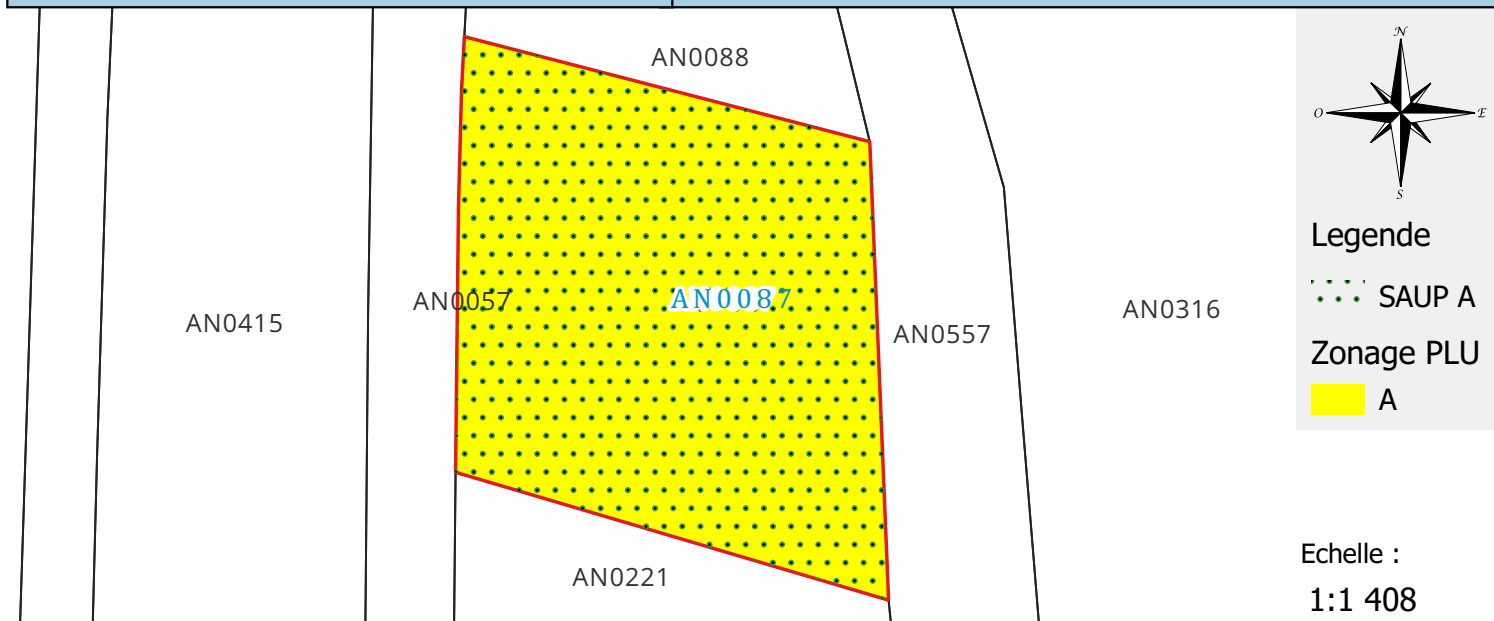 N
AN0088
O
E
S
Legende
AN0087
AN0057
SAUP A
AN0415
AN0557
AN0316
Zonage PLU
A
Echelle :
AN0221
1:1 408